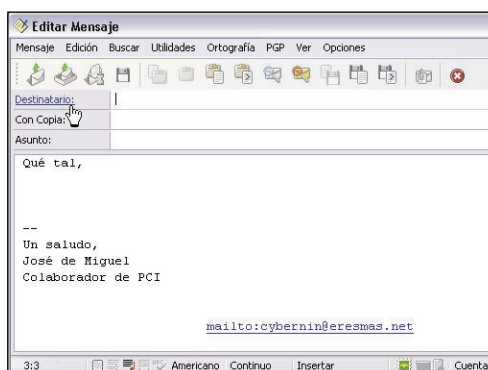 Editar Mensaje
Mensaje Edición Buscar Utilidades Ortografía PGP Ver Opciones
Destinatario:
Con Copia:
Asunto:
Qué tal,
--
Un saludo,
José de Miguel
Colaborador de PCI
mailto:cybernin@eresmas.net
3:3 Americano Continuo Insertar Cuenta